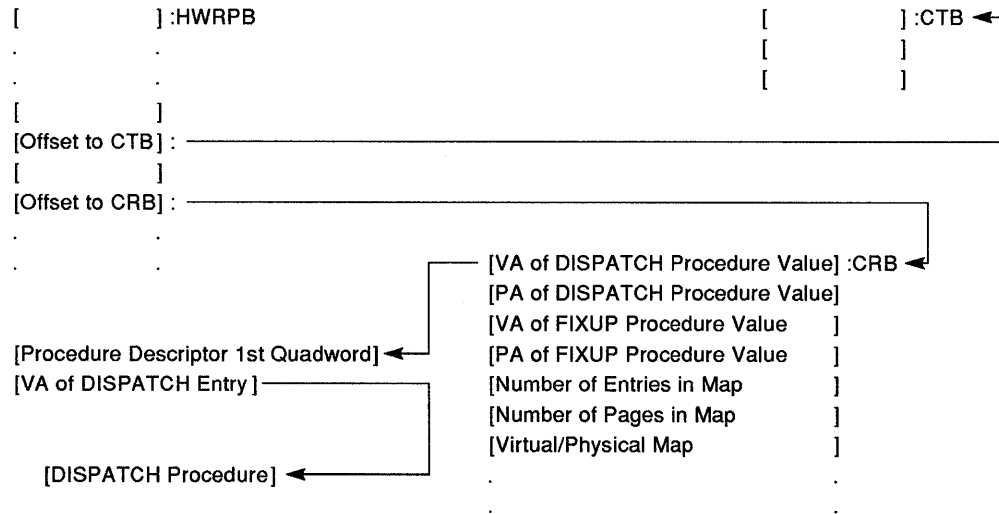 [ ] :HWRPB
[ ] :CTB
. .
[ ]
. .
[ ]
[ ]
[Offset to CTB] :
[ ]
[Offset to CRB] :
. .
. .
[VA of DISPATCH Procedure Value] :CRB
[PA of DISPATCH Procedure Value]
[VA of FIXUP Procedure Value ]
[Procedure Descriptor 1st Quadword]
[PA of FIXUP Procedure Value ]
[VA of DISPATCH Entry ]
[Number of Entries in Map ]
[Number of Pages in Map ]
[Virtual/Physical Map ]
[DISPATCH Procedure]
. .
. .